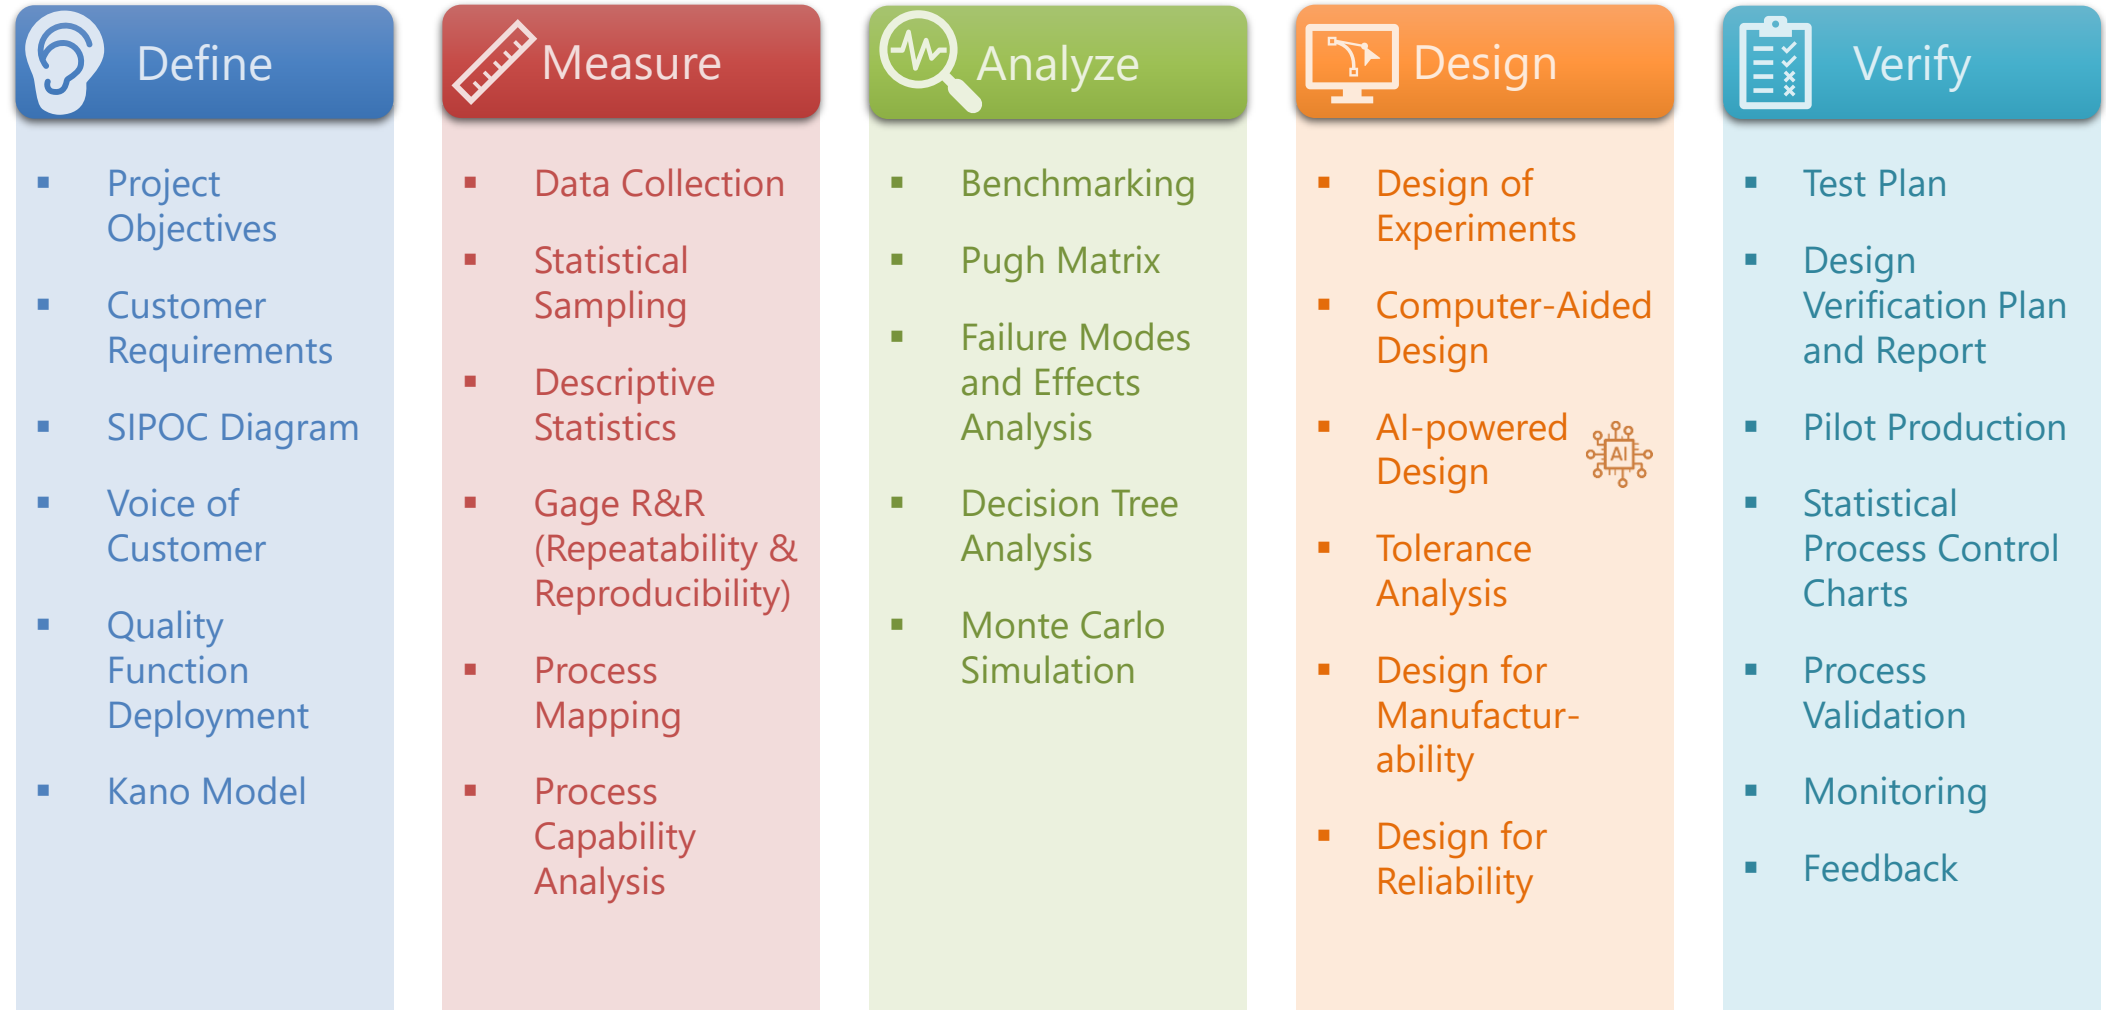 Define
Project
Objectives
Customer
Requirements
SIPOC Diagram
Voice of
Customer
Quality
Function
Deployment
Kano Model
Measure
Data Collection
Statistical
Sampling
Descriptive
Statistics
Gage R&R
(Repeatability &
Reproducibility)
Process
Mapping
Process
Capability
Analysis
Analyze
Benchmarking
Pugh Matrix
Failure Modes
and Effects
Analysis
Decision Tree
Analysis
Monte Carlo
Simulation
Design
Design of
Experiments
Computer-Aided
Design
AI-powered
Design
AI
Tolerance
Analysis
Design for
Manufactur-
ability
Design for
Reliability
Verify
Test Plan
Design
Verification Plan
and Report
Pilot Production
Statistical
Process Control
Charts
Process
Validation
Monitoring
Feedback